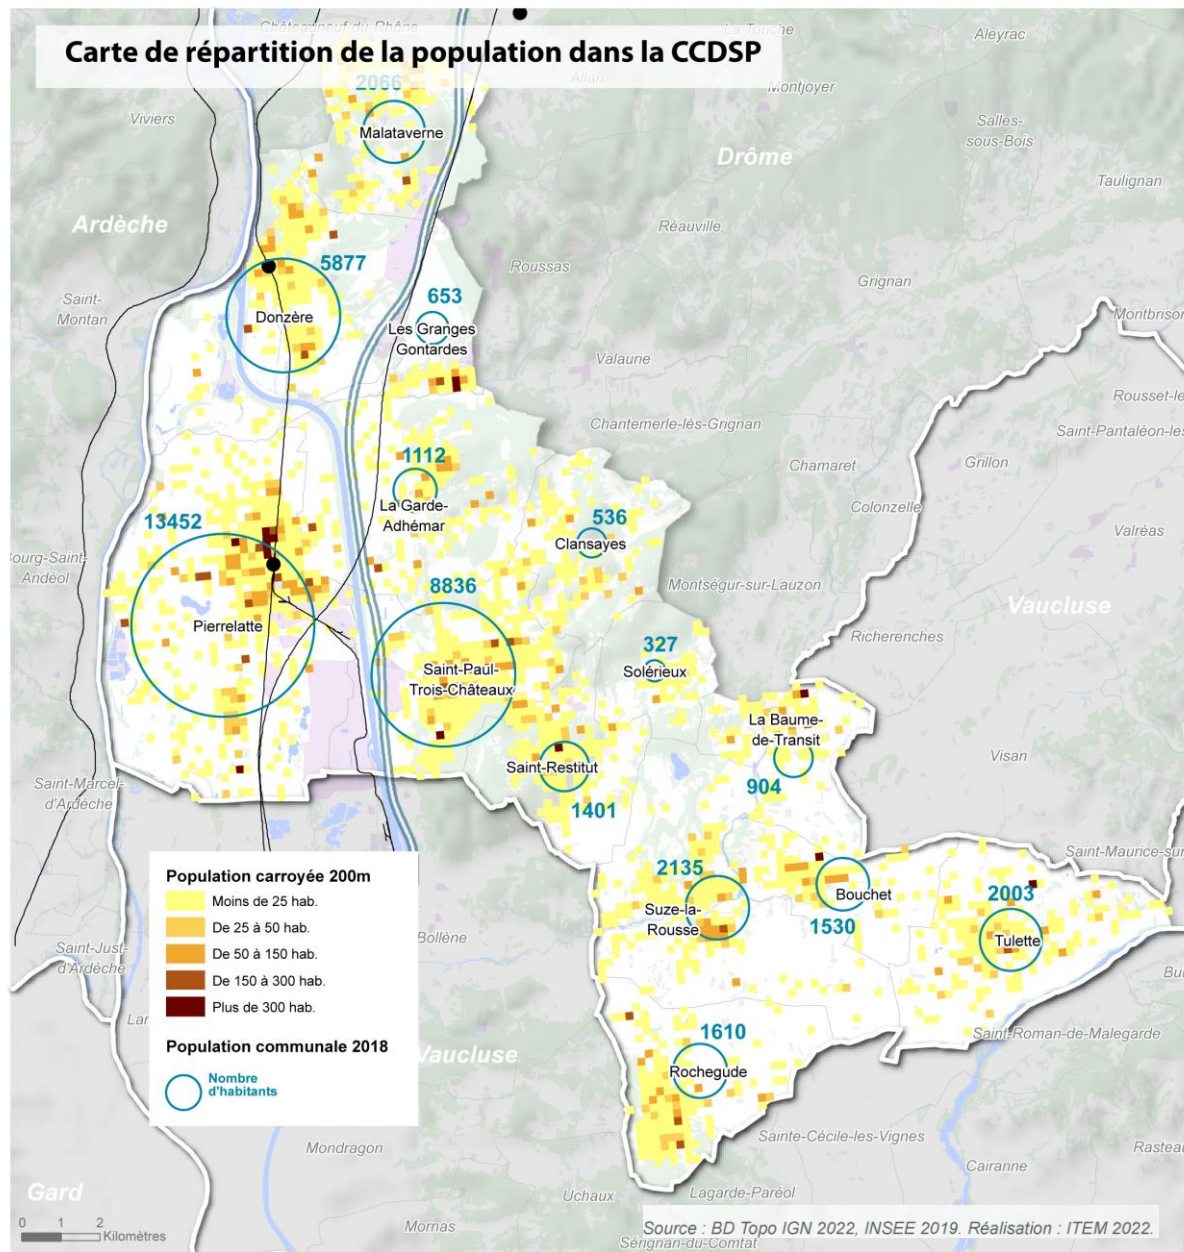 Châteauneuf-du-Rhône
La Touche
Aleyrac
Carte de répartition de la population dans la CCDSP
Allan
Montjoyer
2066
Viviers
Malataverne
Salles-
sous-Bois
Drôme
Taulignan
Ardèche
Réauville
5877
Roussas
Grignan
Saint-
Montan
653
Donzère
Les Granges
Gontardes
Montbrison
Valaurie
Rousset-le
Chantemerle-lès-Grignan
Saint-Pantaléon-les
1112
Chamaret
Grillon
La Garde-
Adhémar
Colonzelle
13452
536
Valréas
Clansayes
Bourg-Saint-
Andéol
8836
Montségur-sur-Lauzon
Vaucluse
Pierrelatte
327
Richerenches
Saint-Paul-
Trois-Châteaux
Solérieux
La Baume-
de-Transit
Visan
Saint-Restitut
Saint-Marcel-
d'Ardèche
904
1401
Saint-Maurice-sur
Population carroyée 200m
Moins de 25 hab.
De 25 à 50 hab.
De 50 à 150 hab.
De 150 à 300 hab.
Plus de 300 hab.
Population communale 2018
Nombre
d'habitants
2135
Bouchet
2003
Suze-la-
Rousse
1530
Tulette
Bollène
Saint-Just-
d'Ardèche
Bu
Lar
1610
Saint-Roman-de-Malegarde
Vaucluse
Rochegude
Mondragon
Sainte-Cécile-les-Vignes
Rasteau
Cairanne
Gard
Uchaux
Lagarde-Paréol
0 1 2
Kilomètres
Mornas
Source : BD Topo IGN 2022, INSEE 2019. Réalisation : ITEM 2022.
Sérignan-du-Comtat